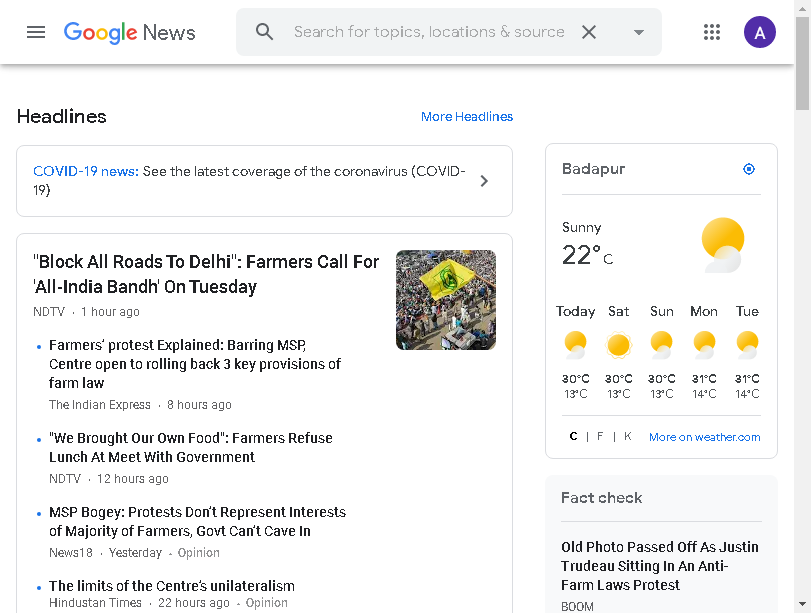 Google News
Search for topics, locations & source
A
Headlines
More Headlines
COVID-19 news: See the latest coverage of the coronavirus (COVID-
19)
"Block All Roads To Delhi": Farmers Call For
'All-India Bandh' On Tuesday
NDTV · 1 hour ago
Farmers' protest Explained: Barring MSP,
Centre open to rolling back 3 key provisions of
farm law
The Indian Express · 8 hours ago
"We Brought Our Own Food": Farmers Refuse
Lunch At Meet With Government
NDTV · 12 hours ago
MSP Bogey: Protests Don't Represent Interests
of Majority of Farmers, Govt Can't Cave In
News18 · Yesterday · Opinion
The limits of the Centre's unilateralism
Hindustan Times · 22 hours ago · Opinion
Badapur
Sunny
22°C
Today Sat Sun Mon Tue
30°C 30°C 30°C 31°C 31°C
13°C 13°C 13°C 14°C 14°C
C | F | K More on weather.com
Fact check
Old Photo Passed Off As Justin
Trudeau Sitting In An Anti-
Farm Laws Protest
BOOM